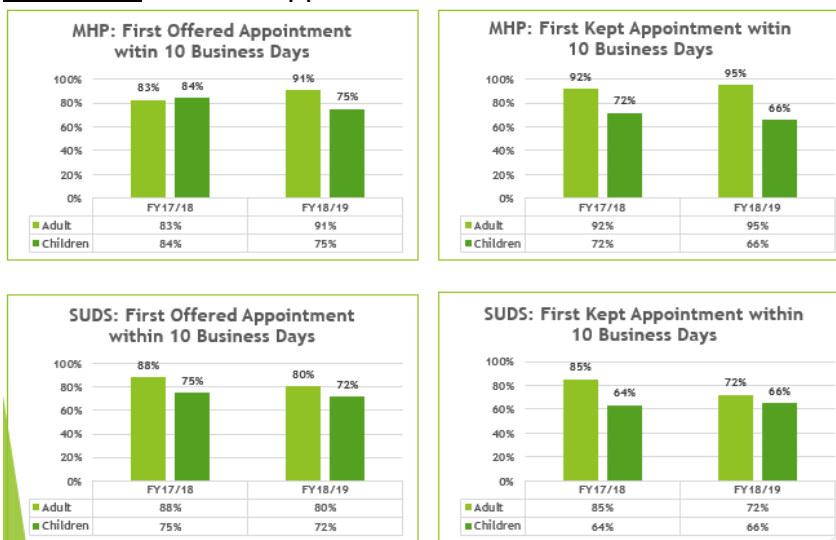 MHP: First Offered Appointment
witin 10 Business Days
100%
80%
60%
40%
20%
0%
83%
84%
91%
75%
FY17/18
FY18/19
Adult
83%
91%
Children
84%
75%
MHP: First Kept Appointment witin
10 Business Days
100%
80%
60%
40%
20%
0%
92%
72%
95%
66%
FY17/18
FY18/19
Adult
92%
95%
Children
72%
66%
SUDS: First Offered Appointment
within 10 Business Days
100%
80%
60%
40%
20%
0%
88%
75%
80%
72%
FY17/18
FY18/19
Adult
88%
80%
Children
75%
72%
SUDS: First Kept Appointment within
10 Business Days
100%
80%
60%
40%
20%
0%
85%
64%
72%
66%
FY17/18
FY18/19
Adult
85%
72%
Children
64%
66%